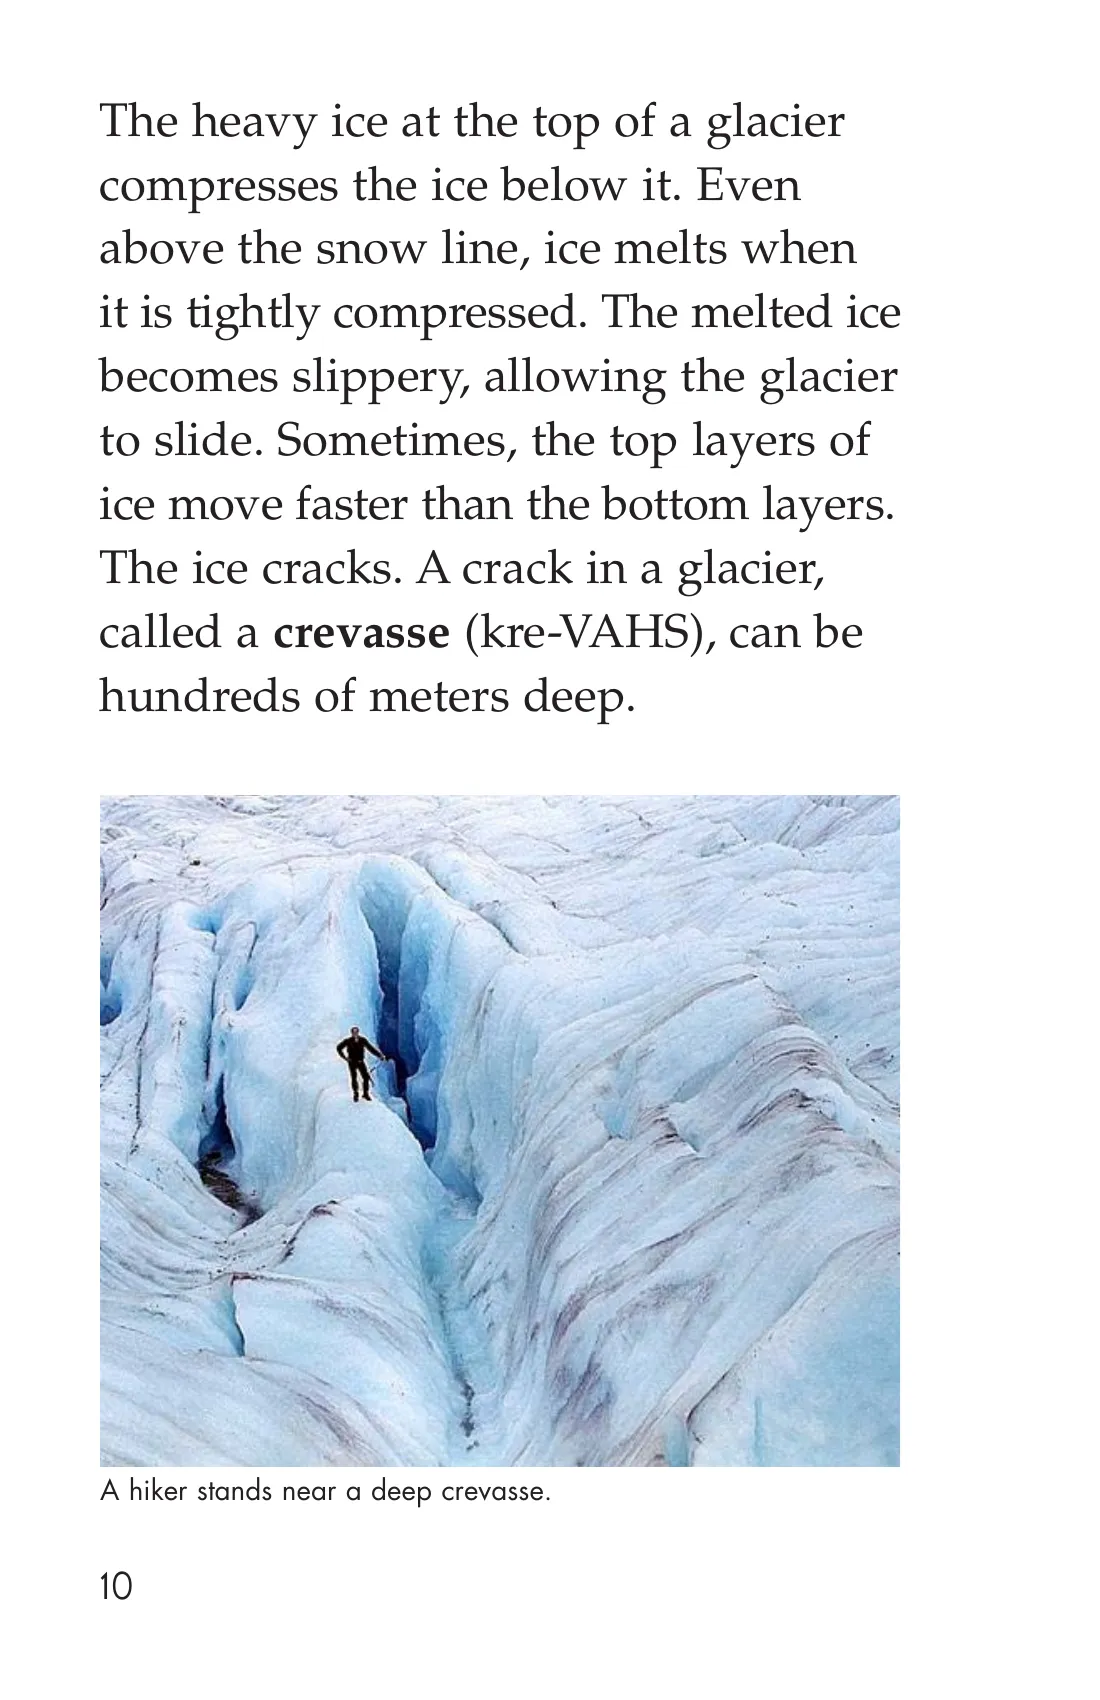 The heavy ice at the top of a glacier
compresses the ice below it. Even
above the snow line, ice melts when
it is tightly compressed. The melted ice
becomes slippery, allowing the glacier
to slide. Sometimes, the top layers of
ice move faster than the bottom layers.
The ice cracks. A crack in a glacier,
called a crevasse (kre-VAHS), can be
hundreds of meters deep.
A hiker stands near a deep crevasse.
10